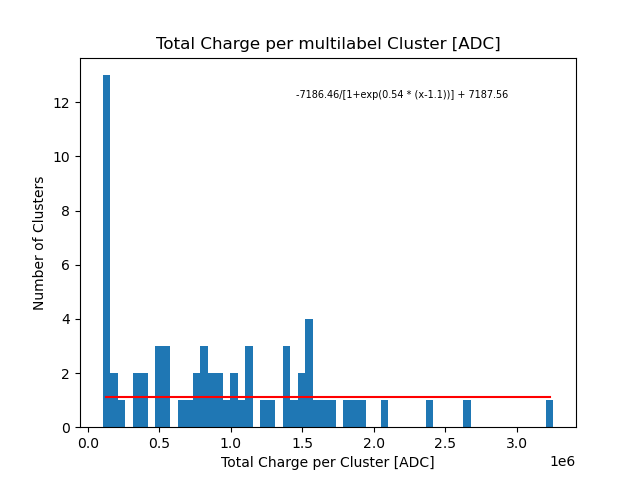 Total Charge per multilabel Cluster [ADC]
-7186.46/[1+exp(0.54 * (x-1.1))] + 7187.56
Number of Clusters
12
10
8
6
4
2
0
0.0 0.5 1.0 1.5 2.0 2.5 3.0
1e6
Total Charge per Cluster [ADC]